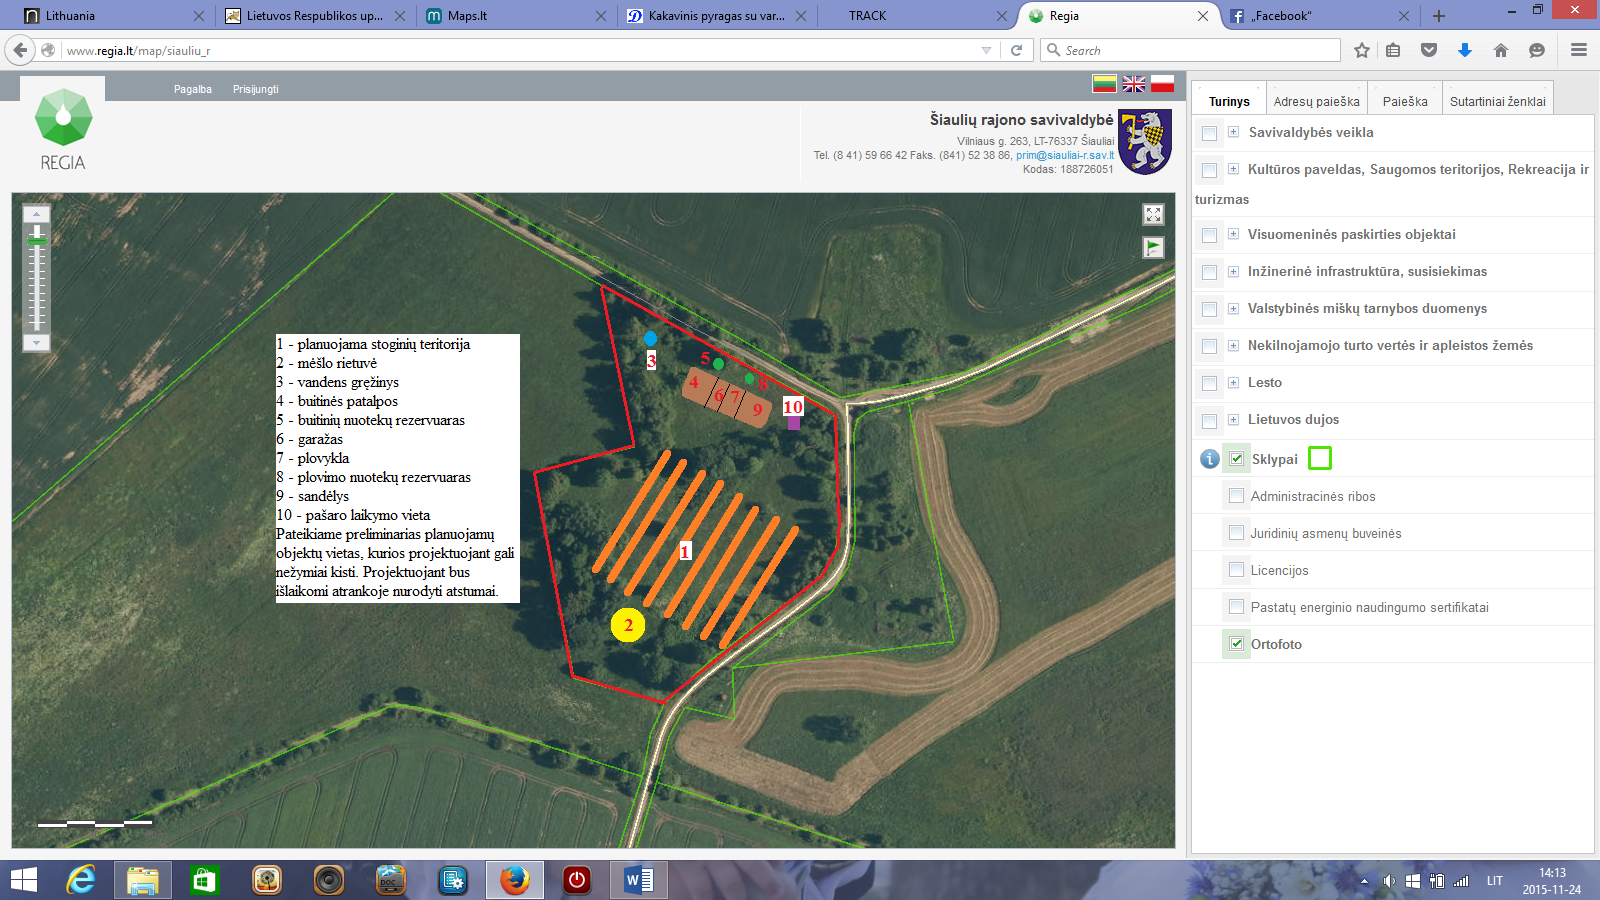 Lithuania
Lietuvos Respublikos up...
Maps.lt
Kakavinis pyragas su var...
TRACK
Regia
„Facebook“
www.regia.lt/map/siauliu_r
Search
Pagalba
Prisijungti
REGIA
Šiaulių rajono savivaldybė
Vilniaus g. 263, LT-76337 Šiauliai
Tel. (8 41) 59 66 42 Faks. (841) 52 38 86, prim@siauliai-r.sav.lt
Kodas: 188726051
Turinys
Adresų paieška
Paieška
Sutartiniai ženklai
Savivaldybės veikla
Kultūros paveldas, Saugomos teritorijos, Rekreacija ir
turizmas
Visuomeninės paskirties objektai
Inžinerinė infrastruktūra, susisiekimas
Valstybinės miškų tarnybos duomenys
Nekilnojamojo turto vertės ir apleistos žemės
Lesto
Lietuvos dujos
Sklypai
Administracinės ribos
Juridinių asmenų buveinės
Licencijos
Pastatų energinio naudingumo sertifikatai
Ortofoto
1 - planuojama stoginių teritorija
2 - mėšlo rietuvė
3 - vandens gręžinys
4 - buitinės patalpos
5 - buitinių nuotekų rezervuaras
6 - garažas
7 - plovykla
8 - plovimo nuotekų rezervuaras
9 - sandėlys
10 - pašaro laikymo vieta
Pateikiame preliminarias planuojamų
objektų vietas, kurios projektuojant gali
nežymiai kisti. Projektuojant bus
išlaikomi atrankoje nurodyti atstumai.
3
5
4
6
7
8
9
10
1
2
DOC
LIT
14:13
2015-11-24